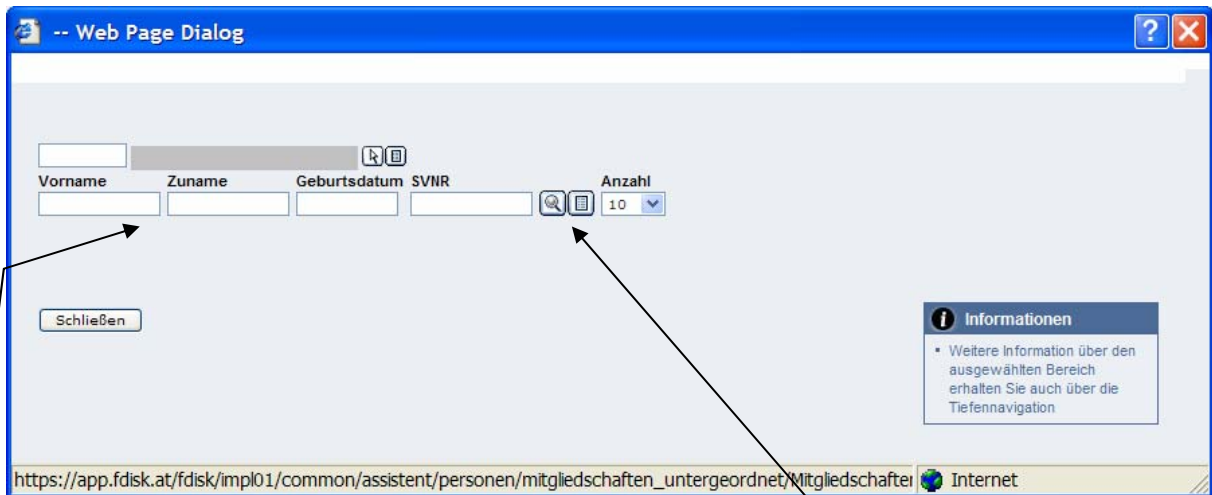 -- Web Page Dialog
Vorname Zuname Geburtsdatum SVNR Anzahl
10
Schließen
Informationen
Weitere Information über den
ausgewählten Bereich
erhalten Sie auch über die
Tiefennavigation
https://app.fdisk.at/fdisk/impl01/common/assistent/personen/mitgliedschaften_untergeordnet/Mitgliedschafter Internet